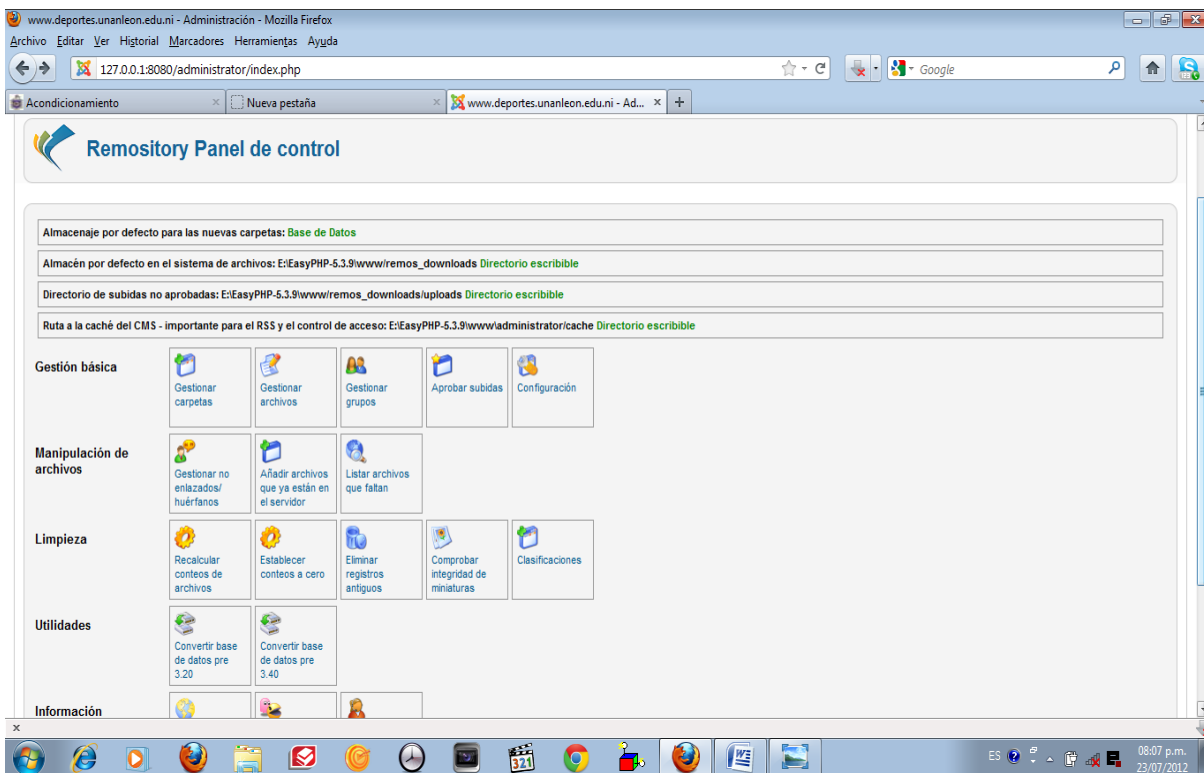 www.deportes.unanleon.edu.ni - Administración - Mozilla Firefox
Archivo Editar Ver Historial Marcadores Herramientas Ayuda
127.0.0.1:8080/administrator/index.php
Google
Acondicionamiento
Nueva pestaña
www.deportes.unanleon.edu.ni - Ad...
Remository Panel de control
Almacenaje por defecto para las nuevas carpetas: Base de Datos
Almacén por defecto en el sistema de archivos: E:\EasyPHP-5.3.9\www/remos_downloads Directorio escribible
Directorio de subidas no aprobadas: E:\EasyPHP-5.3.9\www/remos_downloads/uploads Directorio escribible
Ruta a la caché del CMS - importante para el RSS y el control de acceso: E:\EasyPHP-5.3.9\www\administrator/cache Directorio escribible
Gestión básica
Gestionar carpetas
Gestionar archivos
Gestionar grupos
Aprobar subidas
Configuración
Manipulación de archivos
Gestionar no enlazados/ huérfanos
Añadir archivos que ya están en el servidor
Listar archivos que faltan
Limpieza
Recalcular conteos de archivos
Establecer conteos a cero
Eliminar registros antiguos
Comprobar integridad de miniaturas
Clasificaciones
Utilidades
Convertir base de datos pre 3.20
Convertir base de datos pre 3.40
Información
x
321
ES
08:07 p.m.
23/07/2012